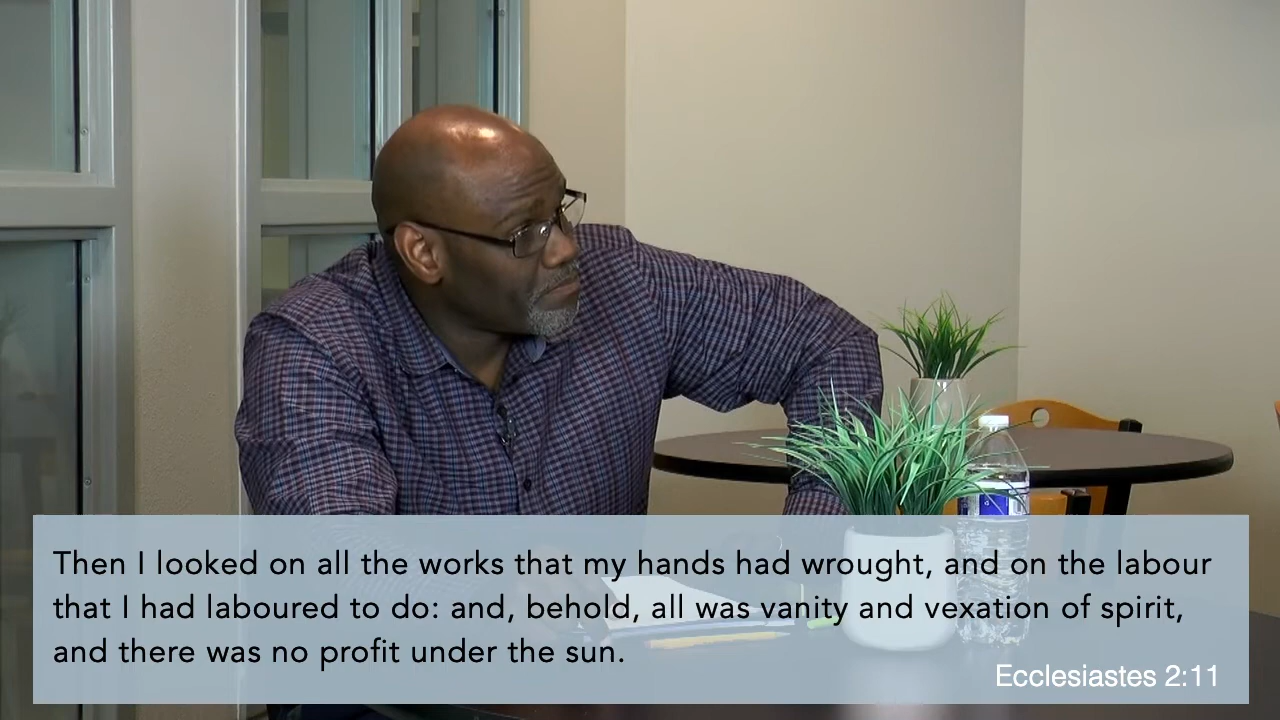 Then I looked on all the works that my hands had wrought, and on the labour
that I had laboured to do: and, behold, all was vanity and vexation of spirit,
and there was no profit under the sun.
Ecclesiastes 2:11